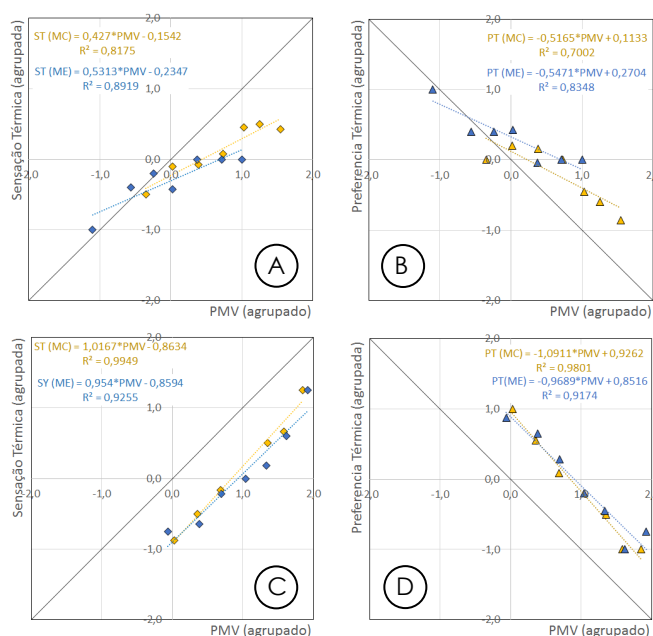 2,0
ST (MC) = 0,427*PMV - 0,1542
R² = 0,8175
ST (ME) = 0,5313*PMV - 0,2347
R² = 0,8919
1,0
0,0
-2,0
-1,0
0,0
1,0
2,0
-1,0
-2,0
Sensação Térmica (agrupada)
PMV (agrupado)
A
2,0
PT (MC) = -0,5165*PMV + 0,1133
R² = 0,7002
PT (ME) = -0,5471*PMV + 0,2704
R² = 0,8348
1,0
0,0
-2,0
-1,0
0,0
1,0
2,0
-1,0
-2,0
Preferencia Térmica (agrupada)
PMV (agrupado)
B
2,0
ST (MC) = 1,0167*PMV - 0,8634
R² = 0,9949
SY (ME) = 0,954*PMV - 0,8594
R² = 0,9255
1,0
0,0
-2,0
-1,0
0,0
1,0
2,0
-1,0
-2,0
Sensação Térmica (agrupada)
PMV (agrupado)
C
2,0
PT (MC) = -1,0911*PMV + 0,9262
R² = 0.9801
PT(ME) = -0,9689*PMV + 0,8516
R² = 0,9174
1,0
0,0
-2,0
-1,0
0,0
1,0
2,0
-1,0
-2,0
Preferencia Térmica (agrupada)
PMV (agrupado)
D